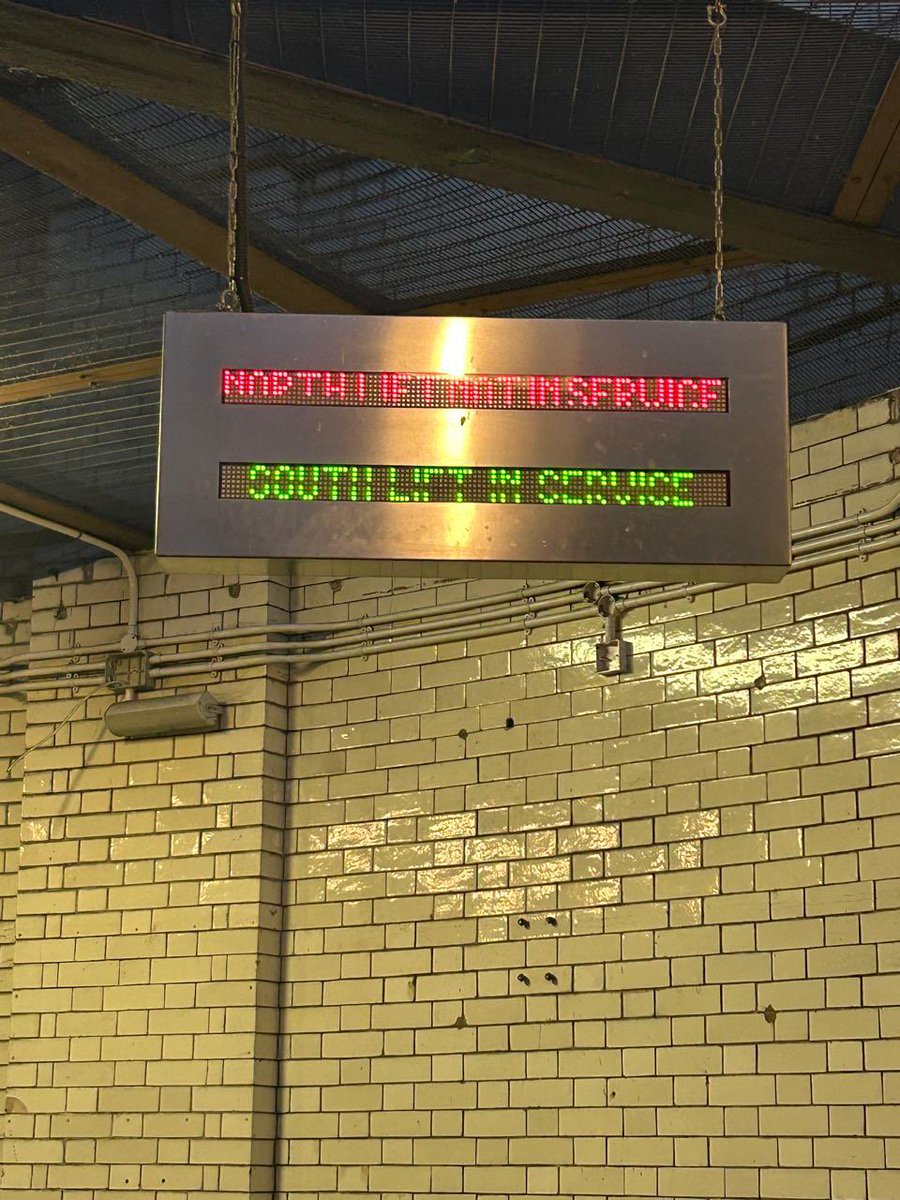 NORTH LIFT NOT IN SERVICE
SOUTH LIFT IN SERVICE